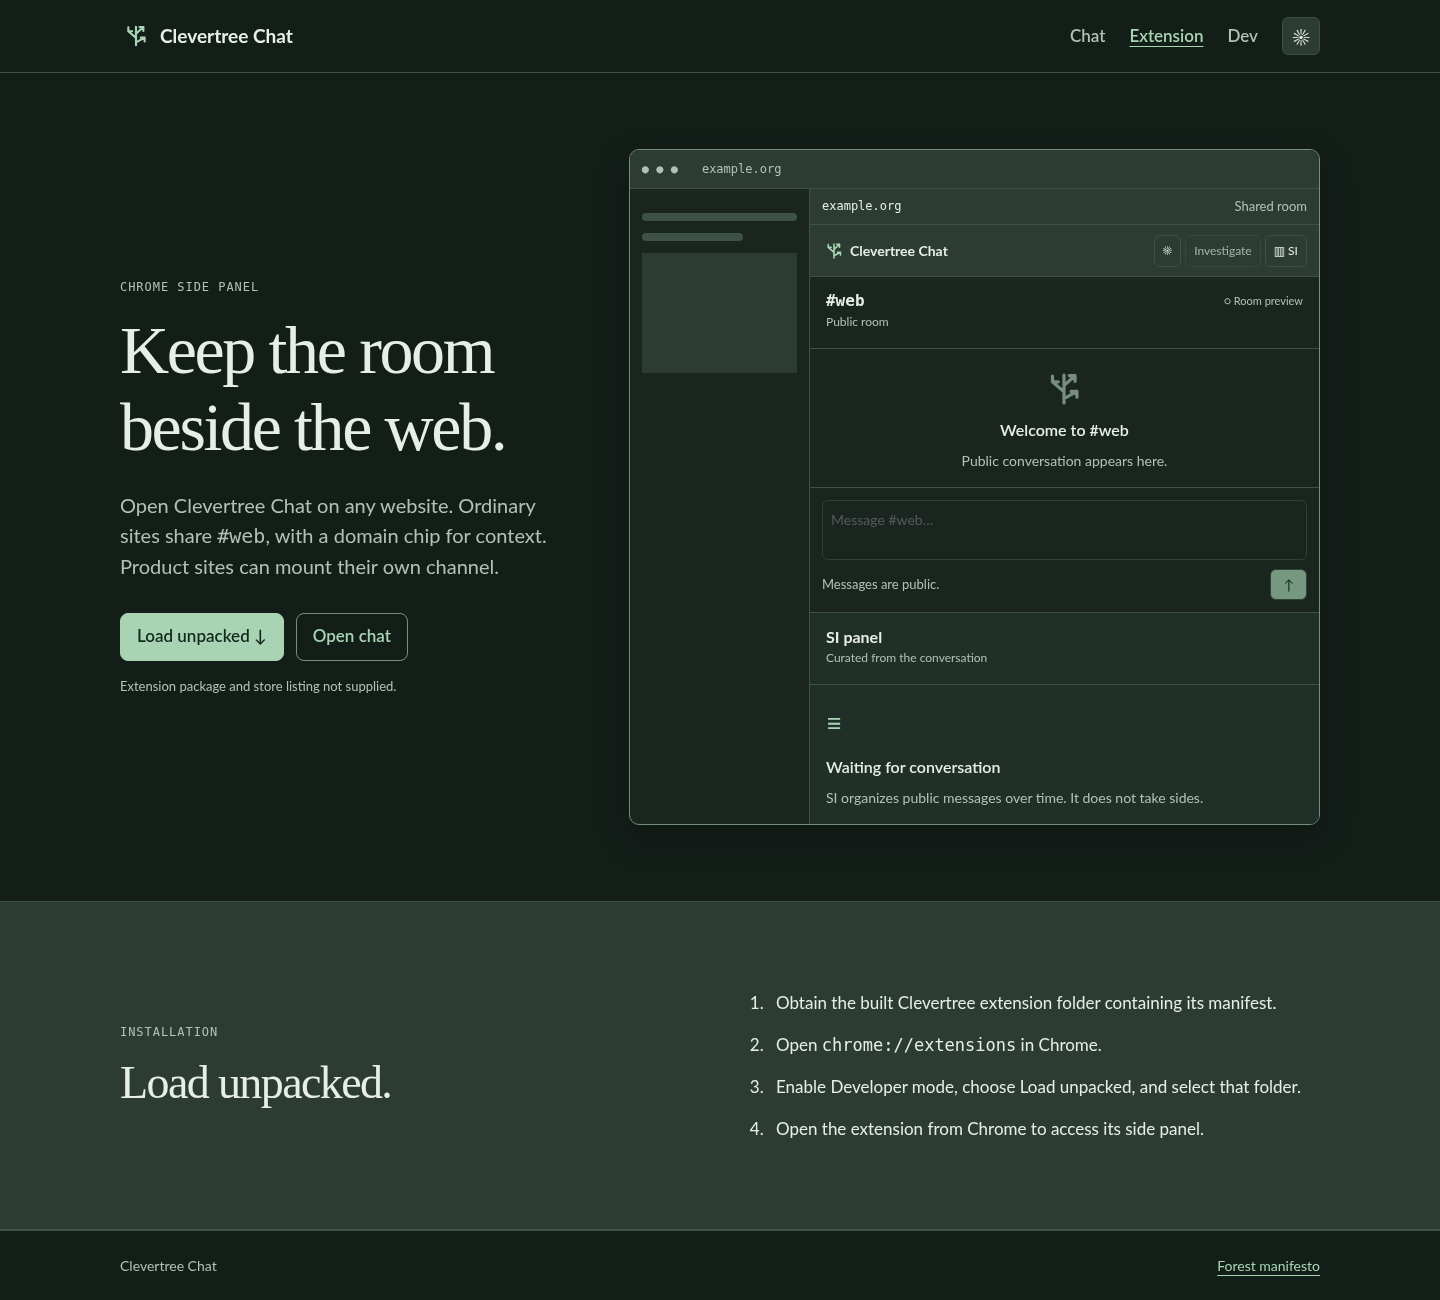 Clevertree Chat
Chat
Extension
Dev
example.org
example.org
Shared room
Clevertree Chat
Investigate
SI
#web
Room preview
Public room
CHROME SIDE PANEL
Keep the room
beside the web.
Open Clevertree Chat on any website. Ordinary
sites share #web, with a domain chip for context.
Product sites can mount their own channel.
Load unpacked ↓
Open chat
Extension package and store listing not supplied.
Welcome to #web
Public conversation appears here.
Message #web...
Messages are public.
↑
SI panel
Curated from the conversation
Waiting for conversation
SI organizes public messages over time. It does not take sides.
INSTALLATION
Load unpacked.
1. Obtain the built Clevertree extension folder containing its manifest.
2. Open chrome://extensions in Chrome.
3. Enable Developer mode, choose Load unpacked, and select that folder.
4. Open the extension from Chrome to access its side panel.
Clevertree Chat
Forest manifesto